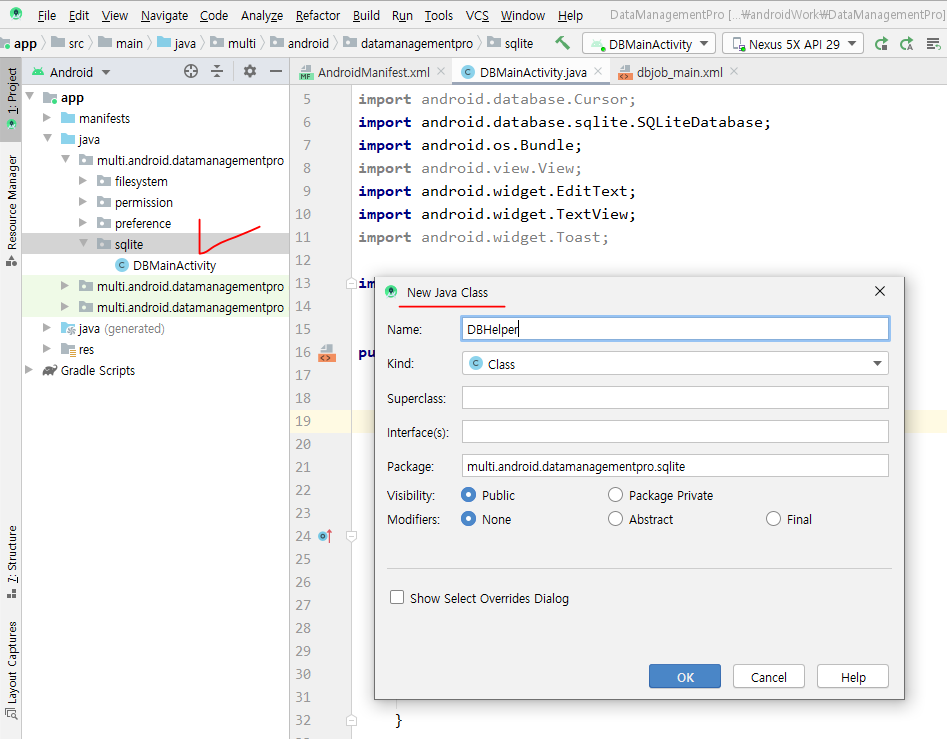 File Edit View Navigate Code Analyze Refactor Build Run Tools VCS Window Help DataManagementPro [...₩androidWork₩DataManagementPro]
app src main java multi android datamanagementpro sqlite DBMainActivity Nexus 5X API 29
1: Project
Resource Manager
7: Structure
Layout Captures
Android
app
manifests
java
multi.android.datamanagementpro
filesystem
permission
preference
sqlite
DBMainActivity
multi.android.datamanagementpro
multi.android.datamanagementpro
java (generated)
res
Gradle Scripts
AndroidManifest.xml DBMainActivity.java dbjob_main.xml
5 import android.database.Cursor;
6 import android.database.sqlite.SQLiteDatabase;
7 import android.os.Bundle;
8 import android.view.View;
9 import android.widget.EditText;
10 import android.widget.TextView;
11 import android.widget.Toast;
12
13 im
14
15
16 pu
17
18
19
20
21
22
23
24
25
26
27
28
29
30
31
32 }
New Java Class
Name: DBHelper
Kind: Class
Superclass:
Interface(s):
Package: multi.android.datamanagementpro.sqlite
Visibility: Public Package Private
Modifiers: None Abstract Final
Show Select Overrides Dialog
OK Cancel Help